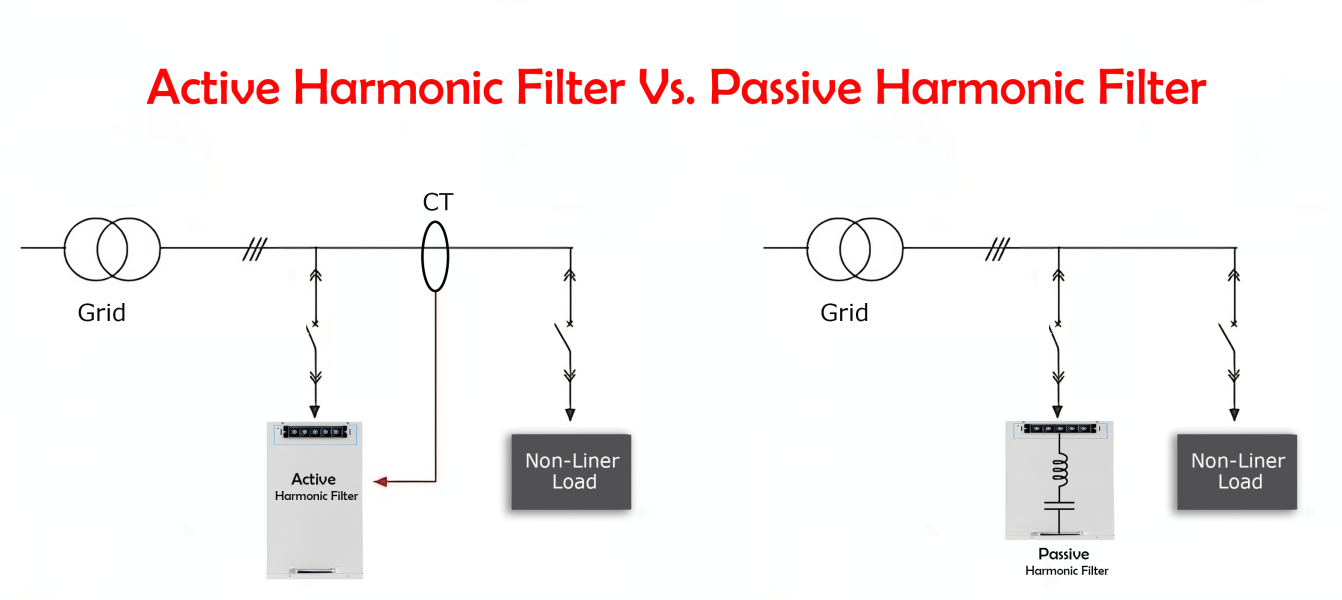 Active Harmonic Filter Vs. Passive Harmonic Filter
CT
Grid
Active
Harmonic Filter
Non-Liner
Load
Grid
Passive
Harmonic Filter
Non-Liner
Load